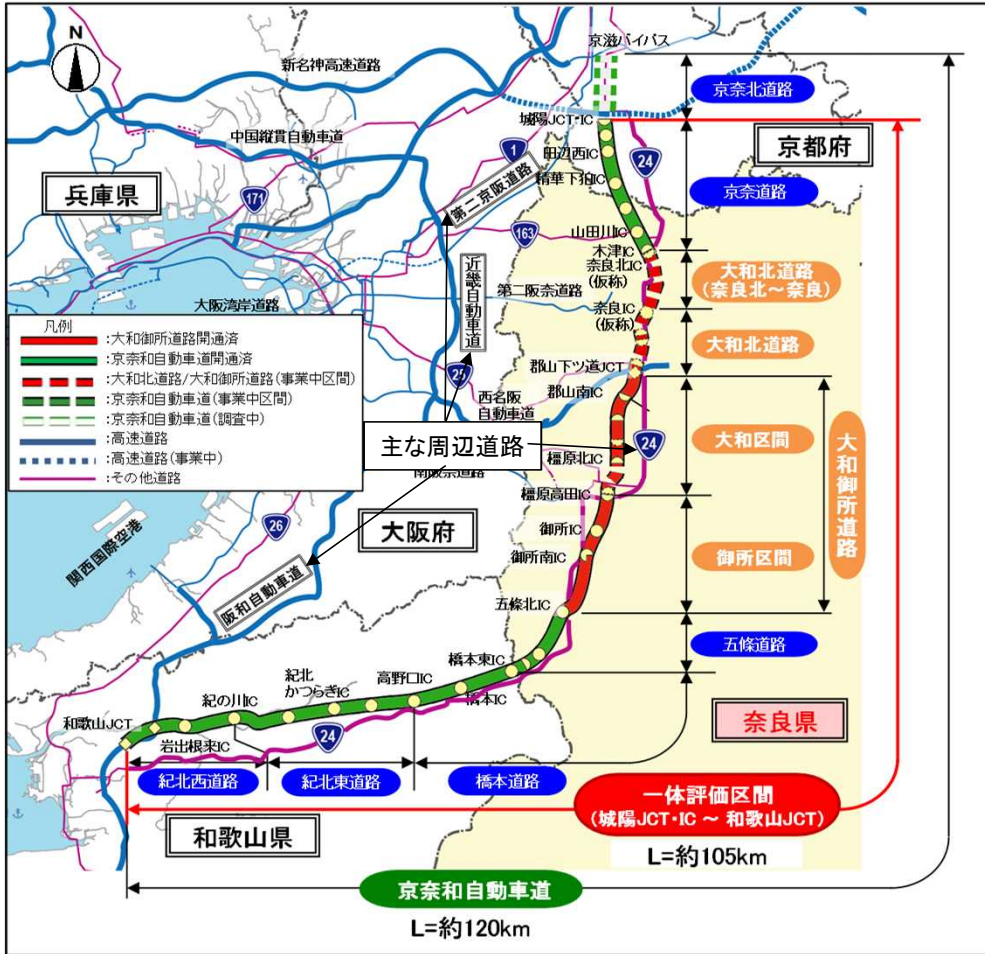 N
京滋バイパス
新名神高速道路
京奈北道路
城陽JCT・IC
中国縦貫自動車道
田辺西IC
1
24
京都府
兵庫県
171
第二京阪道路
精華下狛IC
京奈道路
163
山田川IC
木津IC
奈良北IC
(仮称)
近畿自動車道
大和北道路
(奈良北~奈良)
第二阪奈道路
大阪湾岸道路
奈良IC
(仮称)
大和北道路
凡例
:大和御所道路開通済
:京奈和自動車道開通済
:大和北道路/大和御所道路(事業中区間)
:京奈和自動車道(事業中区間)
:京奈和自動車道(調査中)
:高速道路
:高速道路(事業中)
:その他道路
郡山下ツ道JCT
25
西名阪
自動車道
郡山南IC
主な周辺道路
24
大和区間
大和御所道路
南阪奈道路
橿原北IC
橿原高田IC
26
大阪府
関西国際空港
御所IC
御所南IC
御所区間
阪和自動車道
五條北IC
五條道路
橋本東IC
紀北
かつらぎIC
高野口IC
紀の川IC
橋本IC
和歌山JCT
岩出根来IC
24
奈良県
紀北西道路
紀北東道路
橋本道路
一体評価区間
(城陽JCT・IC ~ 和歌山JCT)
和歌山県
L=約105km
京奈和自動車道
L=約120km